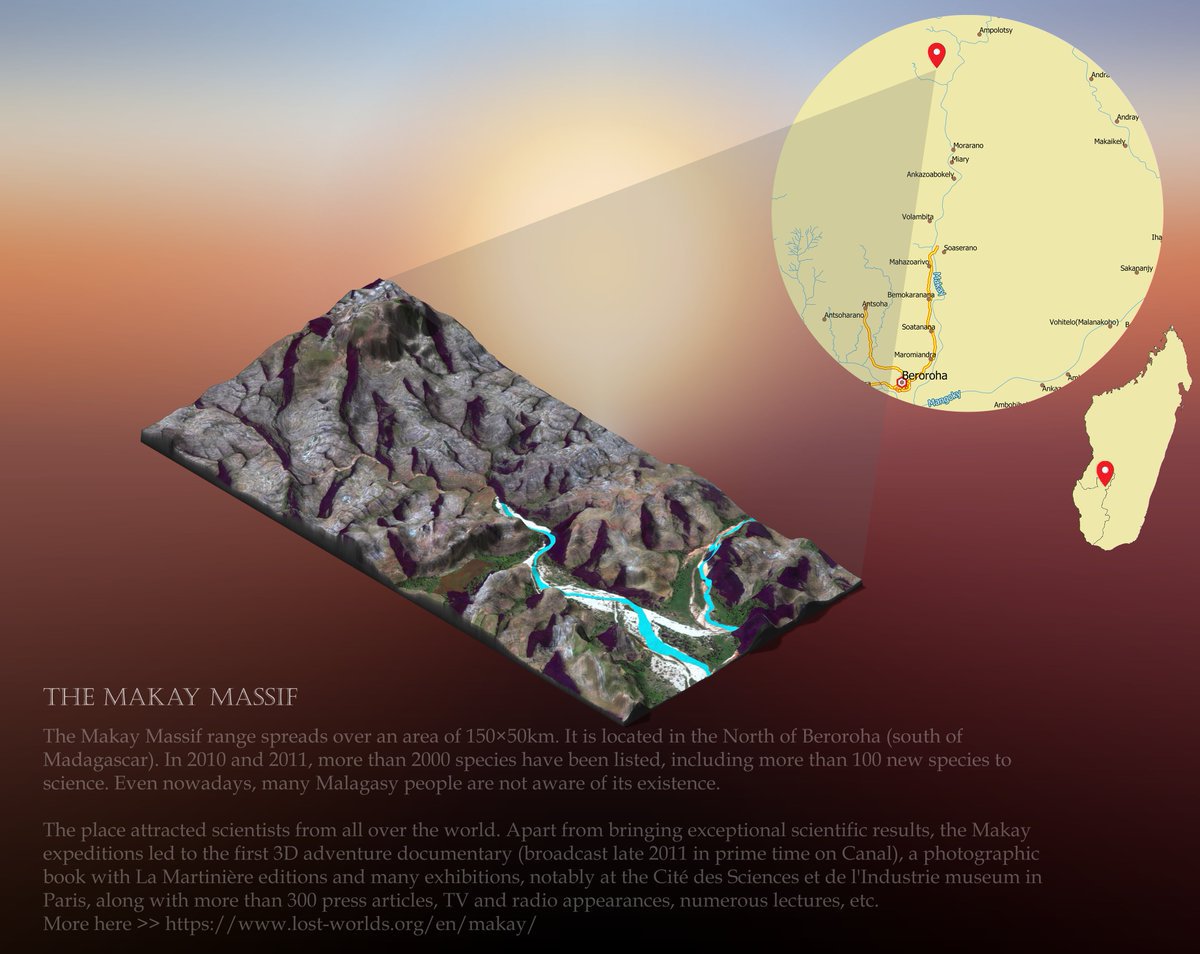 Ampolotsy
Andray
Makaikely
Morarano
Miary
Ankazoabokely
Volambita
Soaserano
Mahazoarivo
Makay
Sakananjy
Bemokaranana
Antsoha
Antsoharano
Soatanana
Vohitelo(Malanakoho)
B
Maromiandra
Beroroha
Mangoky
THE MAKAY MASSIF
The Makay Massif range spreads over an area of 150×50km. It is located in the North of Beroroha (south of
Madagascar). In 2010 and 2011, more than 2000 species have been listed, including more than 100 new species to
science. Even nowadays, many Malagasy people are not aware of its existence.
The place attracted scientists from all over the world. Apart from bringing exceptional scientific results, the Makay
expeditions led to the first 3D adventure documentary (broadcast late 2011 in prime time on Canal), a photographic
book with La Martinière editions and many exhibitions, notably at the Cité des Sciences et de l'Industrie museum in
Paris, along with more than 300 press articles, TV and radio appearances, numerous lectures, etc.
More here >> https://www.lost-worlds.org/en/makay/